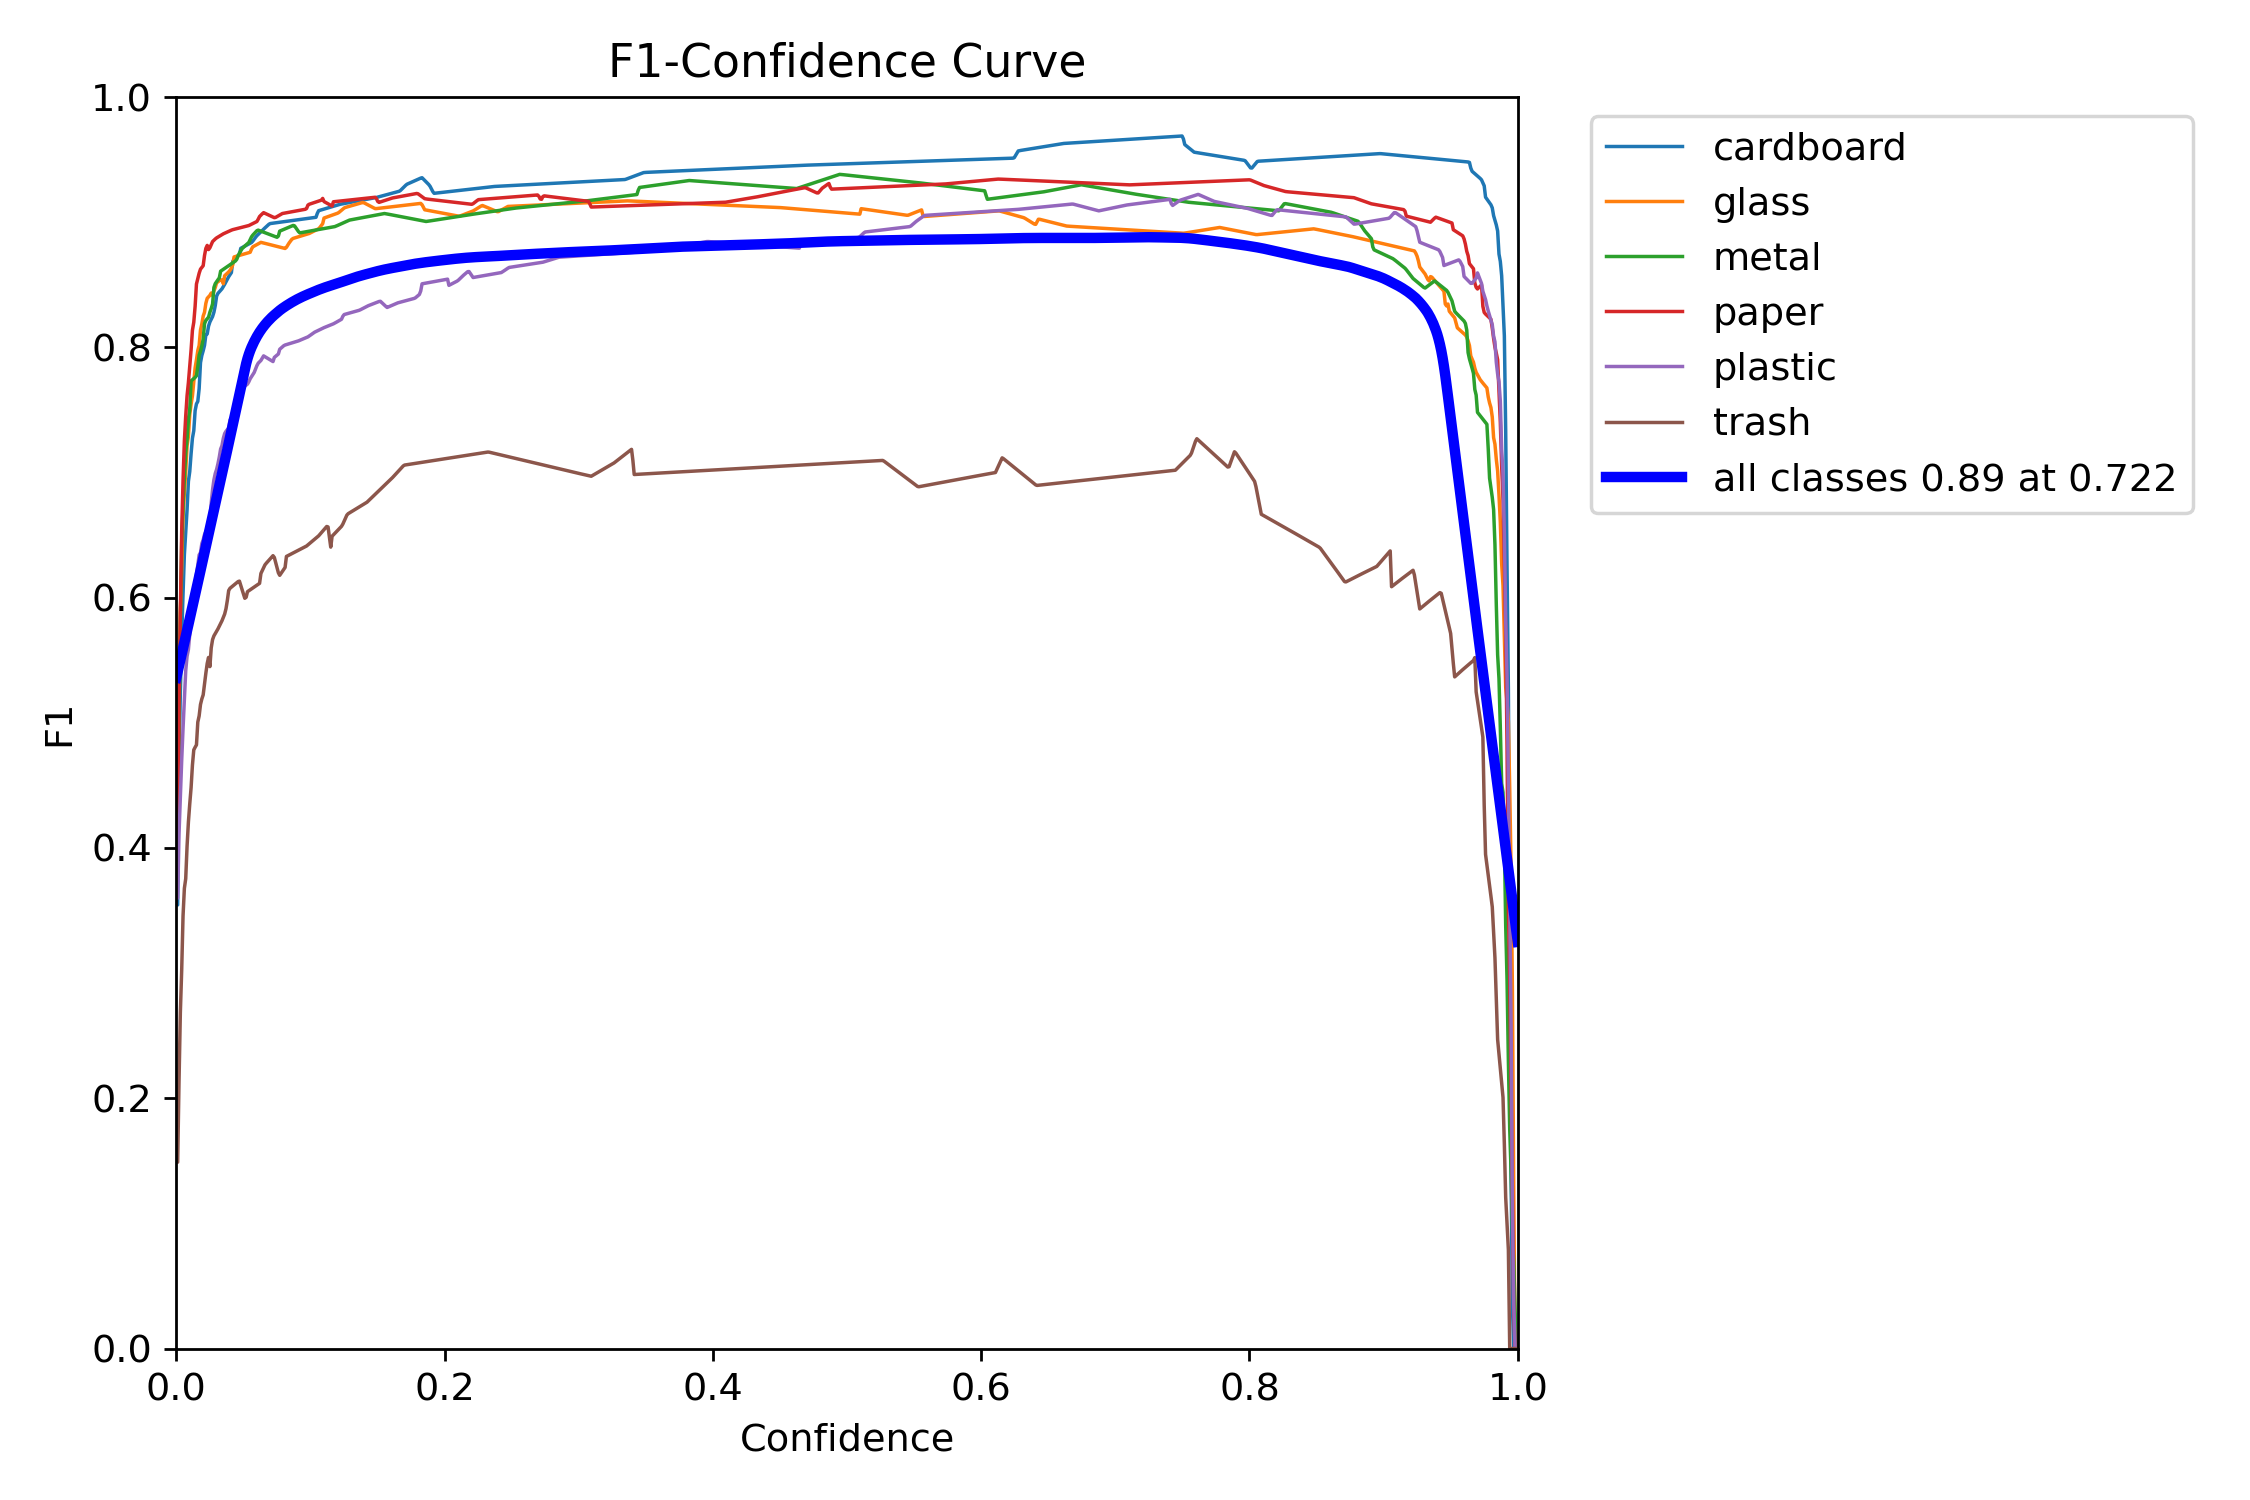 F1-Confidence Curve
1.0
0.8
0.6
0.4
0.2
0.0
F1
0.0 0.2 0.4 0.6 0.8 1.0
Confidence
cardboard
glass
metal
paper
plastic
trash
all classes 0.89 at 0.722